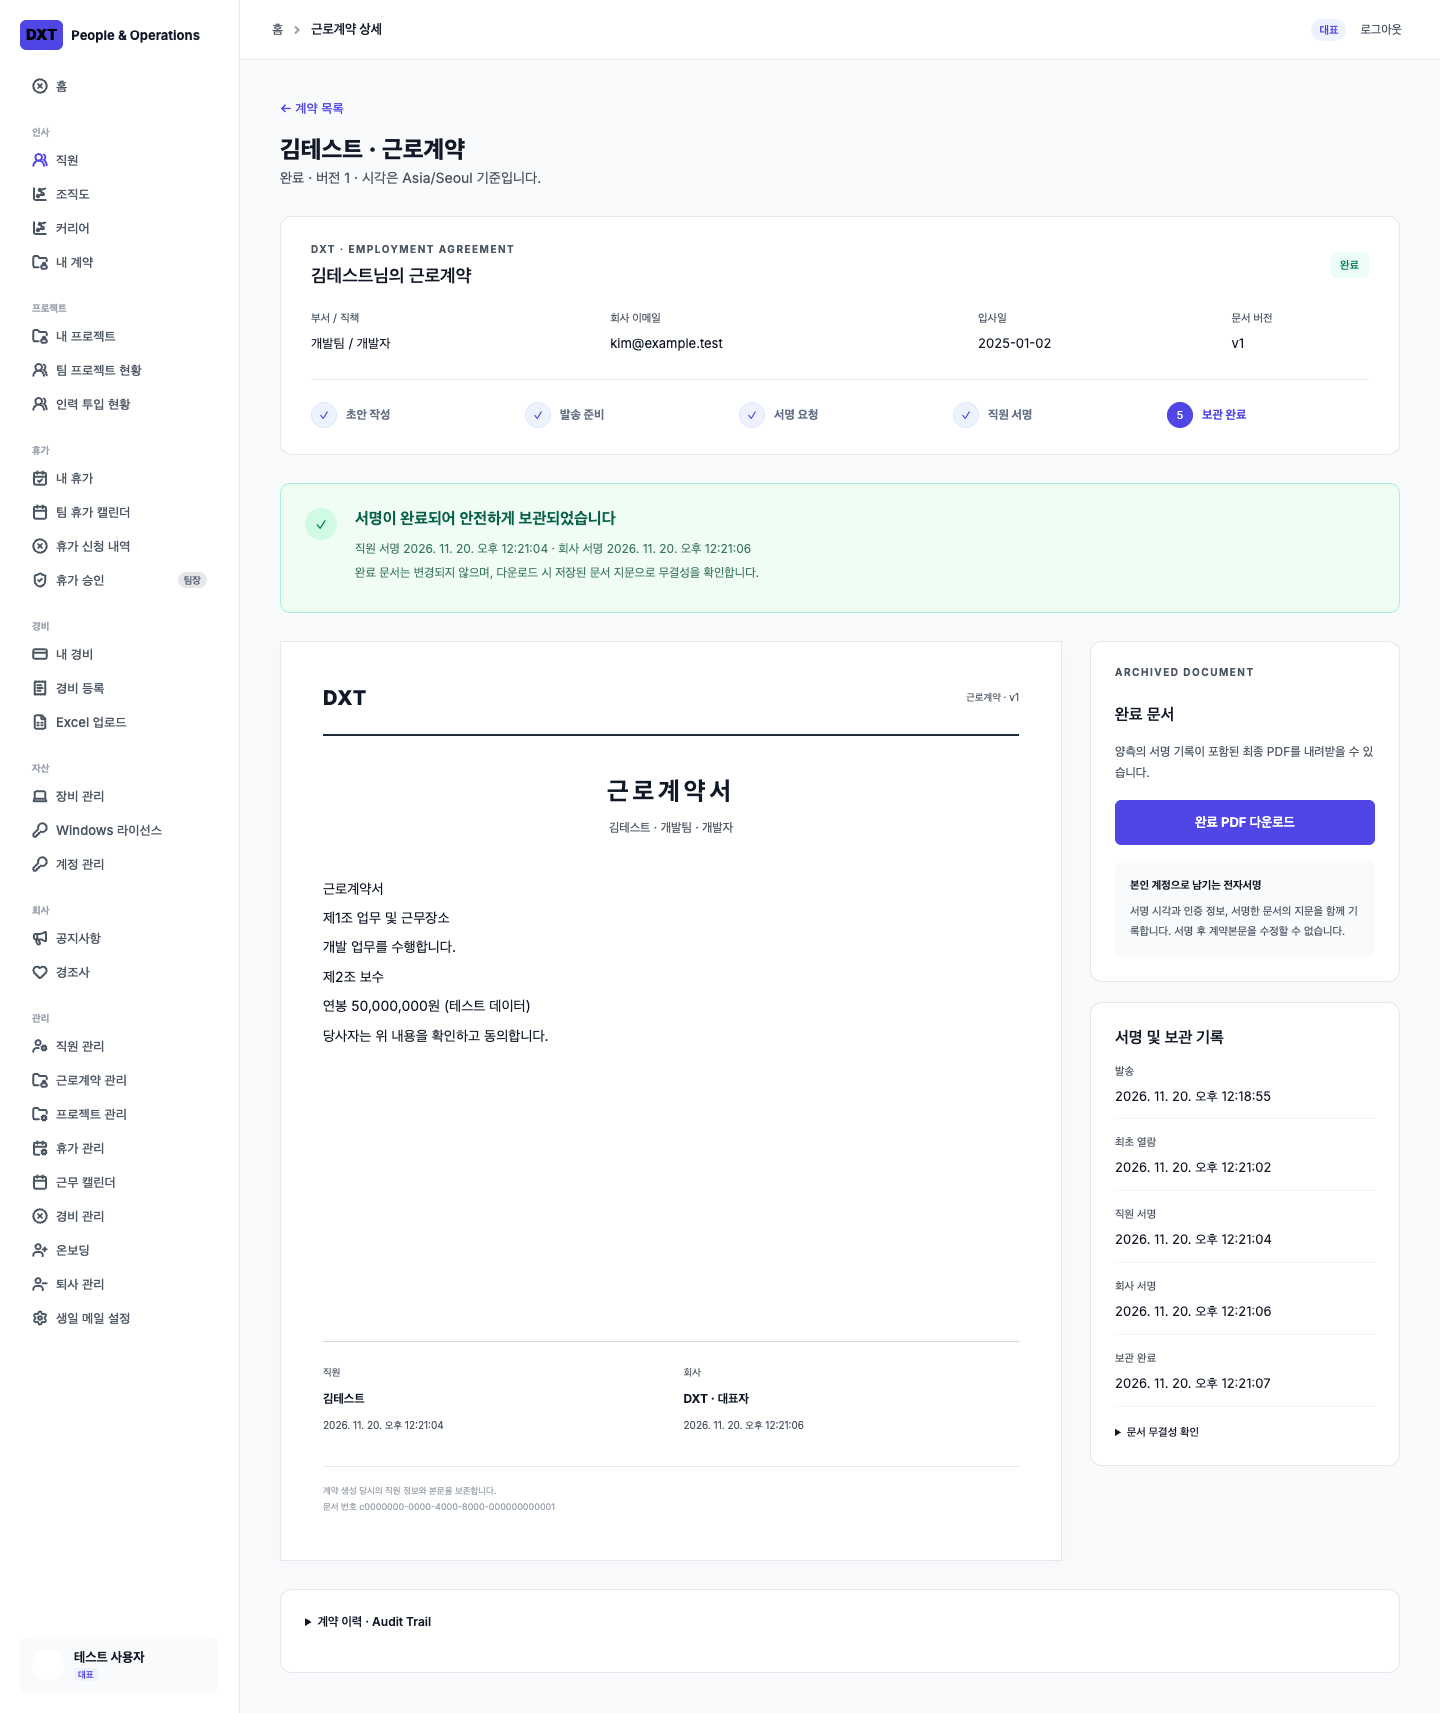 DXT People & Operations
홈
인사
직원
조직도
커리어
내 계약
프로젝트
내 프로젝트
팀 프로젝트 현황
인력 투입 현황
휴가
내 휴가
팀 휴가 캘린더
휴가 신청 내역
휴가 승인 팀장
경비
내 경비
경비 등록
Excel 업로드
자산
장비 관리
Windows 라이선스
계정 관리
회사
공지사항
경조사
관리
직원 관리
근로계약 관리
프로젝트 관리
휴가 관리
근무 캘린더
경비 관리
온보딩
퇴사 관리
생일 메일 설정
테스트 사용자
대표
홈 > 근로계약 상세
대표 로그아웃
← 계약 목록
김테스트 · 근로계약
완료 · 버전 1 · 시각은 Asia/Seoul 기준입니다.
DXT · EMPLOYMENT AGREEMENT
김테스트님의 근로계약
완료
부서 / 직책 회사 이메일 입사일 문서 버전
개발팀 / 개발자 kim@example.test 2025-01-02 v1
✓ 초안 작성 ✓ 발송 준비 ✓ 서명 요청 ✓ 직원 서명 5 보관 완료
✓ 서명이 완료되어 안전하게 보관되었습니다
직원 서명 2026. 11. 20. 오후 12:21:04 · 회사 서명 2026. 11. 20. 오후 12:21:06
완료 문서는 변경되지 않으며, 다운로드 시 저장된 문서 지문으로 무결성을 확인합니다.
DXT 근로계약 · v1
근로계약서
김테스트 · 개발팀 · 개발자
근로계약서
제1조 업무 및 근무장소
개발 업무를 수행합니다.
제2조 보수
연봉 50,000,000원 (테스트 데이터)
당사자는 위 내용을 확인하고 동의합니다.
직원 회사
김테스트 DXT · 대표자
2026. 11. 20. 오후 12:21:04 2026. 11. 20. 오후 12:21:06
계약 생성 당시의 직원 정보와 본문을 보존합니다.
문서 번호 c0000000-0000-4000-8000-000000000001
ARCHIVED DOCUMENT
완료 문서
양측의 서명 기록이 포함된 최종 PDF를 내려받을 수 있
습니다.
완료 PDF 다운로드
본인 계정으로 남기는 전자서명
서명 시각과 인증 정보, 서명한 문서의 지문을 함께 기
록합니다. 서명 후 계약본문을 수정할 수 없습니다.
서명 및 보관 기록
발송
2026. 11. 20. 오후 12:18:55
최초 열람
2026. 11. 20. 오후 12:21:02
직원 서명
2026. 11. 20. 오후 12:21:04
회사 서명
2026. 11. 20. 오후 12:21:06
보관 완료
2026. 11. 20. 오후 12:21:07
▶ 문서 무결성 확인
▶ 계약 이력 · Audit Trail